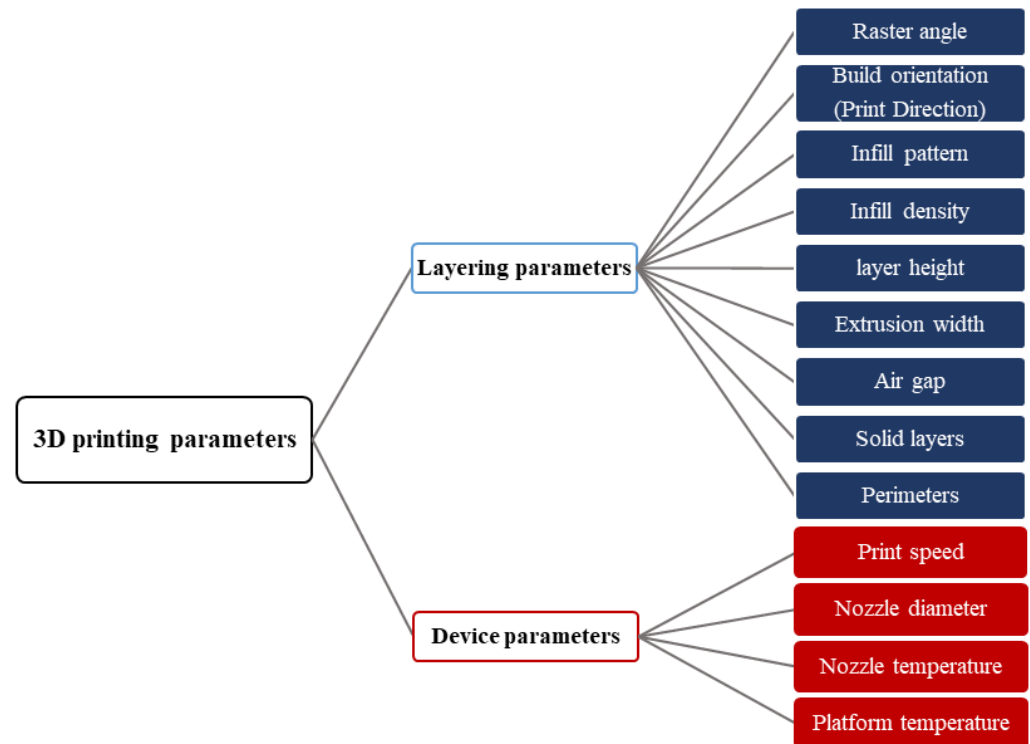 Raster angle
Build orientation
(Print Direction)
Infill pattern
Infill density
Layering parameters
layer height
Extrusion width
Air gap
3D printing parameters
Solid layers
Perimeters
Print speed
Nozzle diameter
Device parameters
Nozzle temperature
Platform temperature